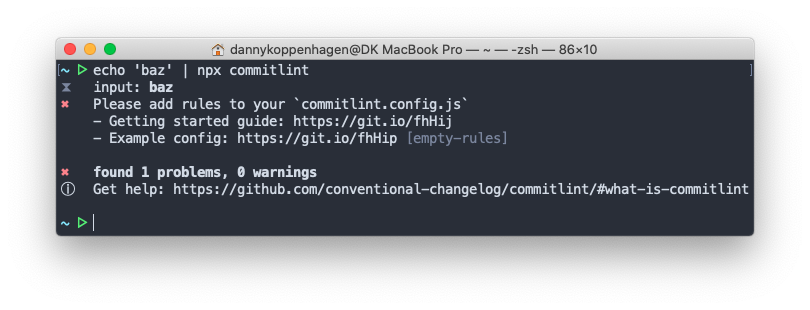 dannykoppenhagen@DK MacBook Pro — ~ — -zsh — 86×10
[~ ▷ echo 'baz' | npx commitlint ]
⧗ input: baz
✖ Please add rules to your `commitlint.config.js`
- Getting started guide: https://git.io/fhHij
- Example config: https://git.io/fhHip [empty-rules]
✖ found 1 problems, 0 warnings
ⓘ Get help: https://github.com/conventional-changelog/commitlint/#what-is-commitlint
~ ▷